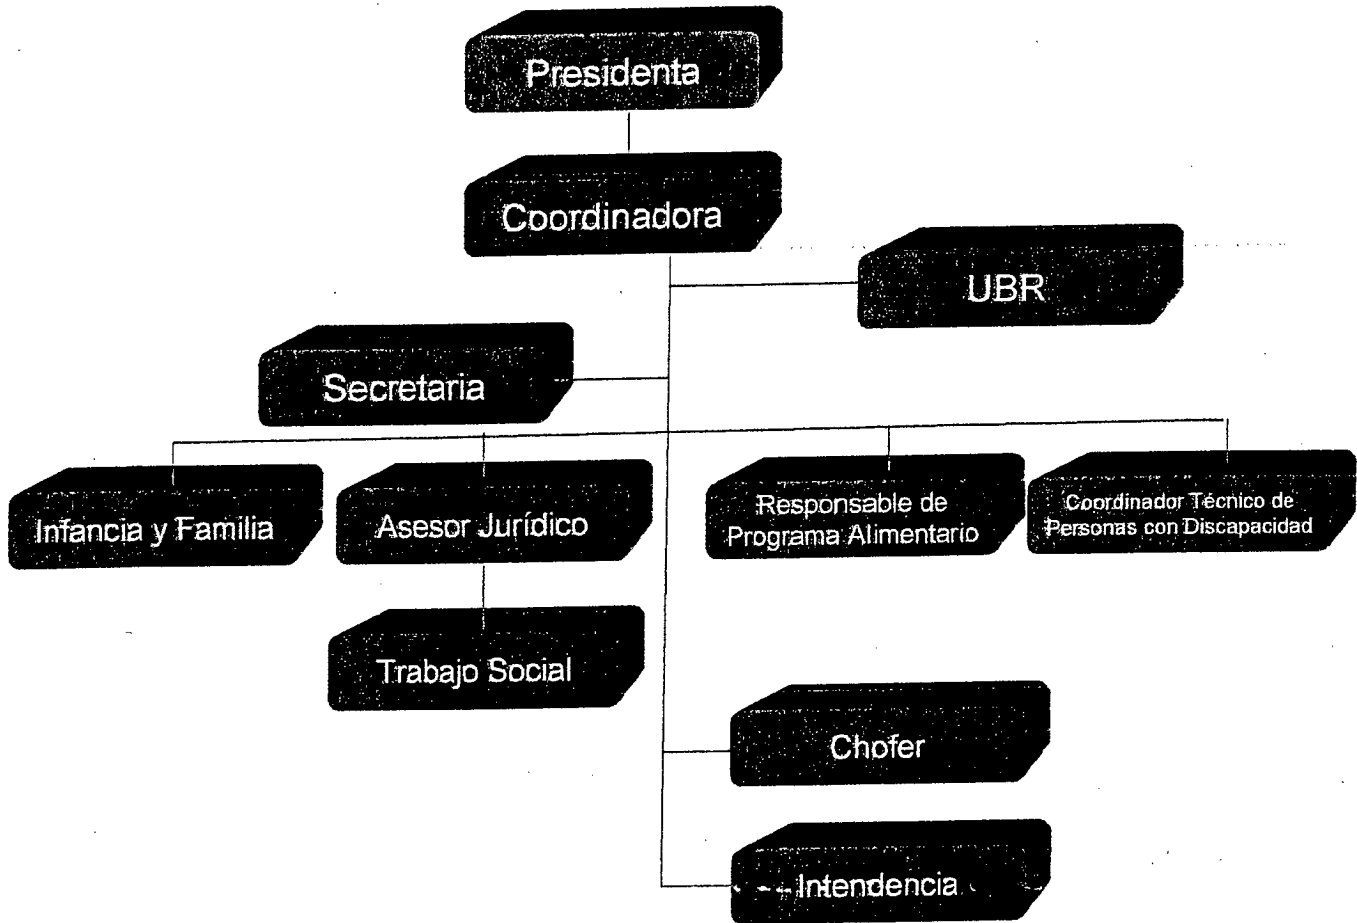 Presidenta
Coordinadora
UBR
Secretaria
Infancia y Familia
Asesor Jurídico
Responsable de
Programa Alimentario
Coordinador Técnico de
Personas con Discapacidad
Trabajo Social
Chofer
Intendencia